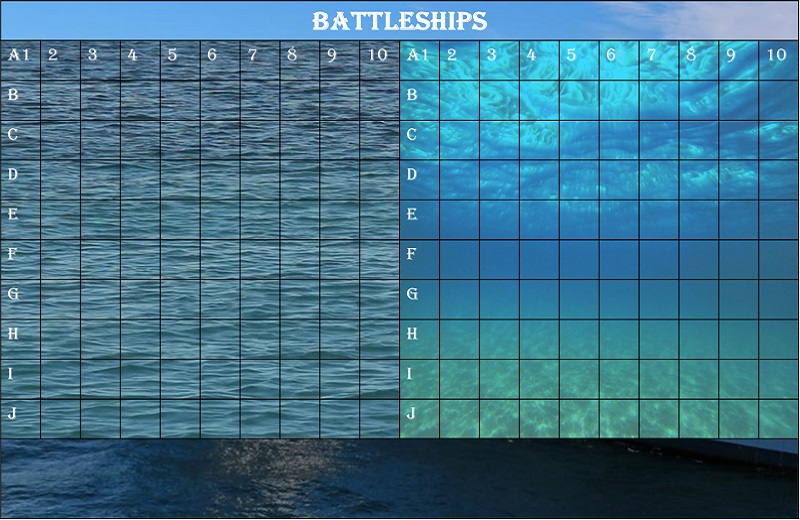 BATTLESHIPS
A1 2 3 4 5 6 7 8 9 10 A1 2 3 4 5 6 7 8 9 10
B B
C C
D D
E E
F F
G G
H H
I I
J J